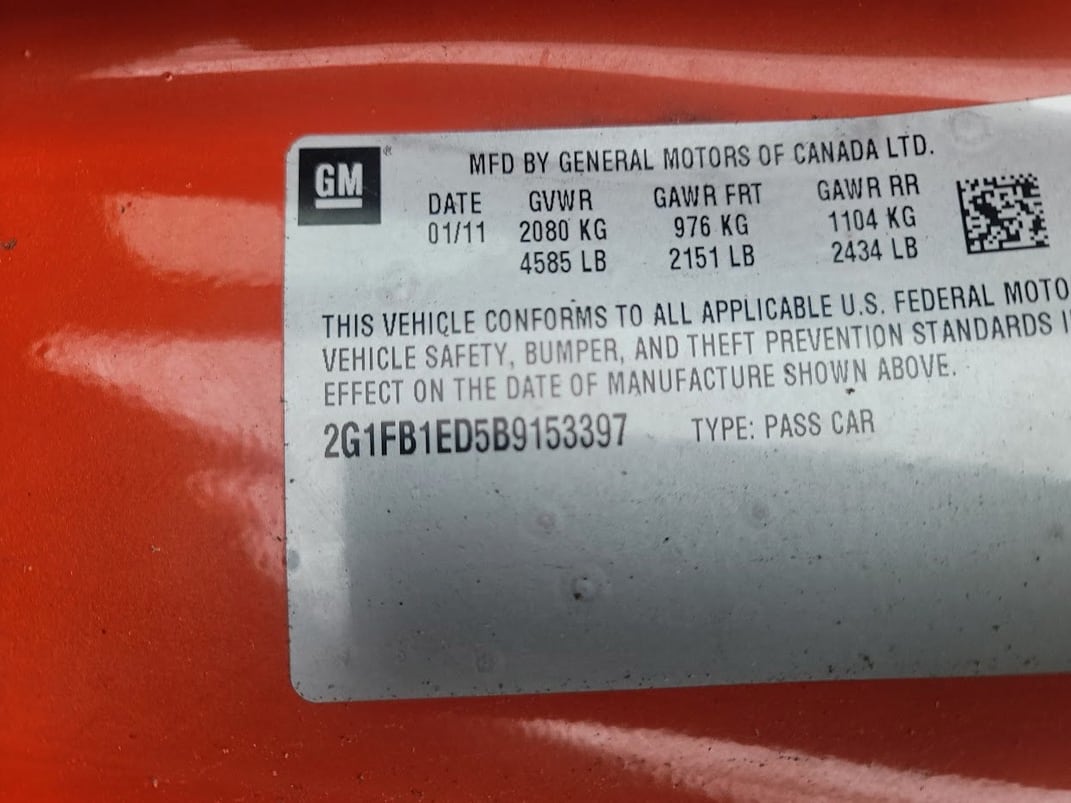 GM ®
MFD BY GENERAL MOTORS OF CANADA LTD.
DATE GVWR GAWR FRT GAWR RR
01/11 2080 KG 976 KG 1104 KG
4585 LB 2151 LB 2434 LB
THIS VEHICLE CONFORMS TO ALL APPLICABLE U.S. FEDERAL MOTO
VEHICLE SAFETY, BUMPER, AND THEFT PREVENTION STANDARDS I
EFFECT ON THE DATE OF MANUFACTURE SHOWN ABOVE.
2G1FB1ED5B9153397 TYPE: PASS CAR